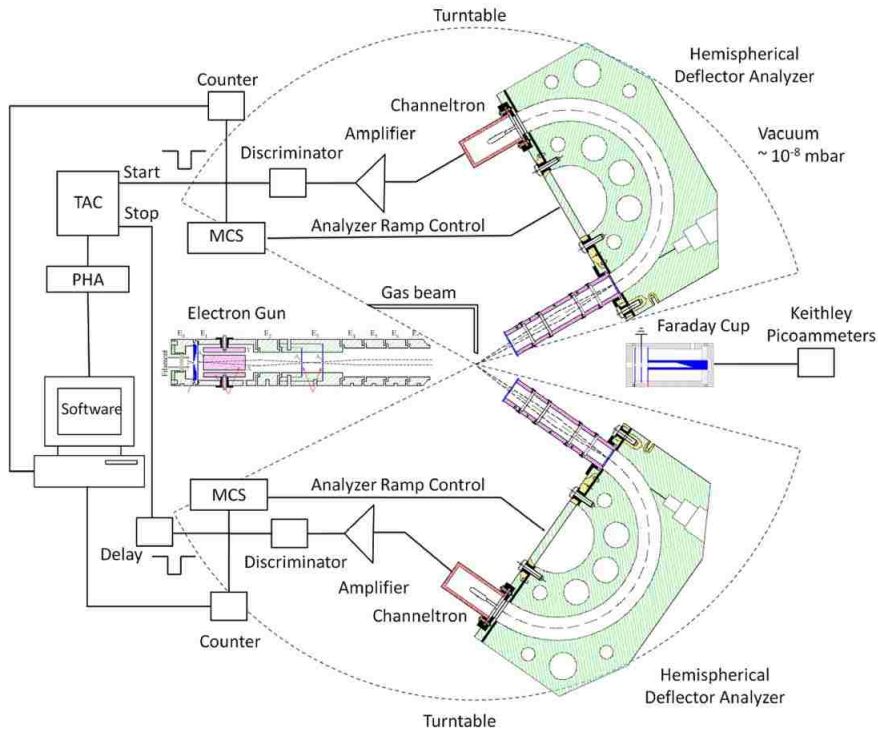 Turntable
Hemispherical
Deflector Analyzer
Counter
Channeltron
Amplifier
Vacuum
~ 10⁻⁸ mbar
Discriminator
Start
TAC
Stop
Analyzer Ramp Control
MCS
PHA
Gas beam
Electron Gun
Faraday Cup
Keithley
Picoammeters
Filament
Software
MCS
Analyzer Ramp Control
Delay
Discriminator
Amplifier
Channeltron
Counter
Hemispherical
Deflector Analyzer
Turntable